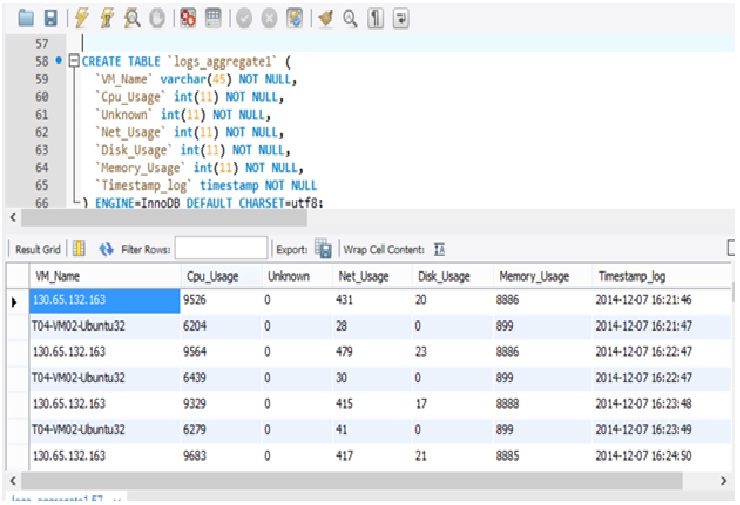 57
58 CREATE TABLE `logs_aggregate1` (
59 `VM_Name` varchar(45) NOT NULL,
60 `Cpu_Usage` int(11) NOT NULL,
61 `Unknown` int(11) NOT NULL,
62 `Net_Usage` int(11) NOT NULL,
63 `Disk_Usage` int(11) NOT NULL,
64 `Memory_Usage` int(11) NOT NULL,
65 `Timestamp_log` timestamp NOT NULL
66 ) ENGINE=InnoDB DEFAULT CHARSET=utf8;
Result Grid Filter Rows: Export: Wrap Cell Content: IA
VM_Name Cpu_Usage Unknown Net_Usage Disk_Usage Memory_Usage Timestamp_log
130.65.132.163 9526 0 431 20 8886 2014-12-07 16:21:46
T04-VM02-Ubuntu32 6204 0 28 0 899 2014-12-07 16:21:47
130.65.132.163 9564 0 479 23 8886 2014-12-07 16:22:47
T04-VM02-Ubuntu32 6439 0 30 0 899 2014-12-07 16:22:47
130.65.132.163 9329 0 415 17 8888 2014-12-07 16:23:48
T04-VM02-Ubuntu32 6279 0 41 0 899 2014-12-07 16:23:49
130.65.132.163 9683 0 417 21 8885 2014-12-07 16:24:50
logs_aggregate1 57